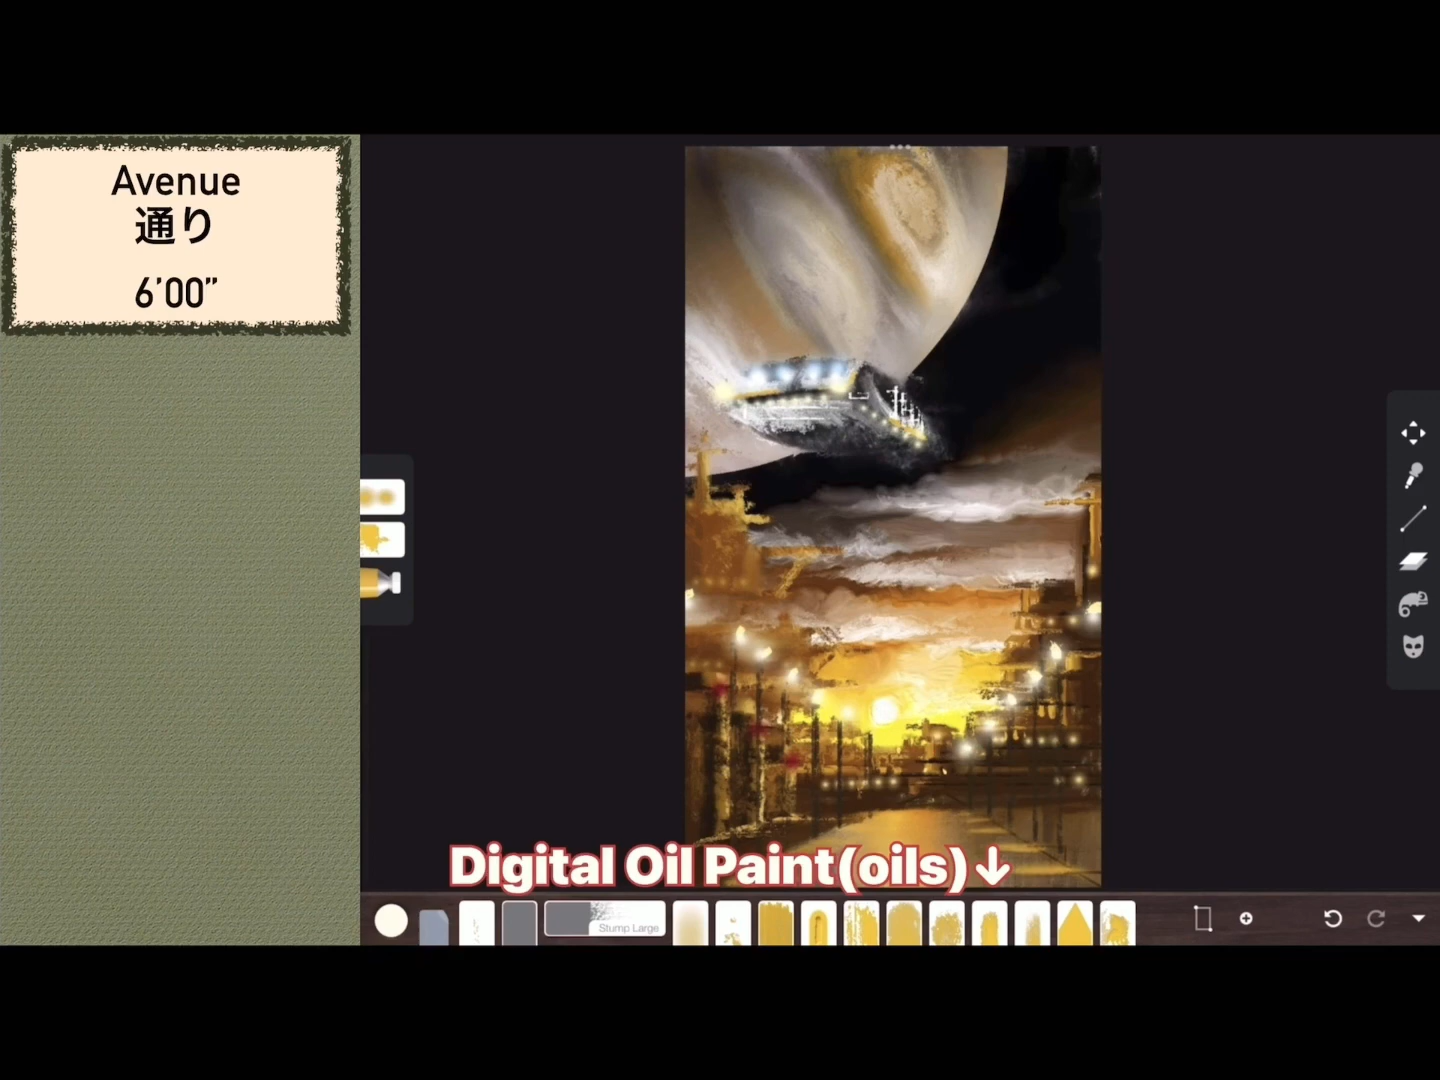 Avenue
通り
6’00”
Digital Oil Paint(oils)↓
Stump Large